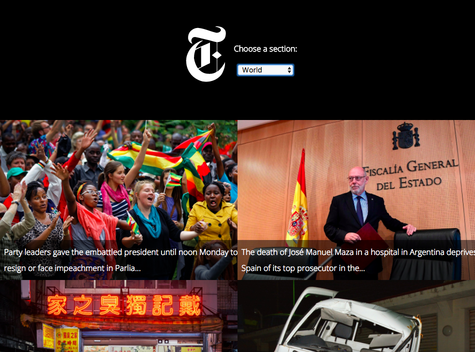 Choose a section:
World
FISCALÍA GENERAL
DEL ESTADO
Party leaders gave the embattled president until noon Monday to
resign or face impeachment in Parlia...
The death of José Manuel Maza in a hospital in Argentina deprives
Spain of its top prosecutor in the...
戴記獨臭之家